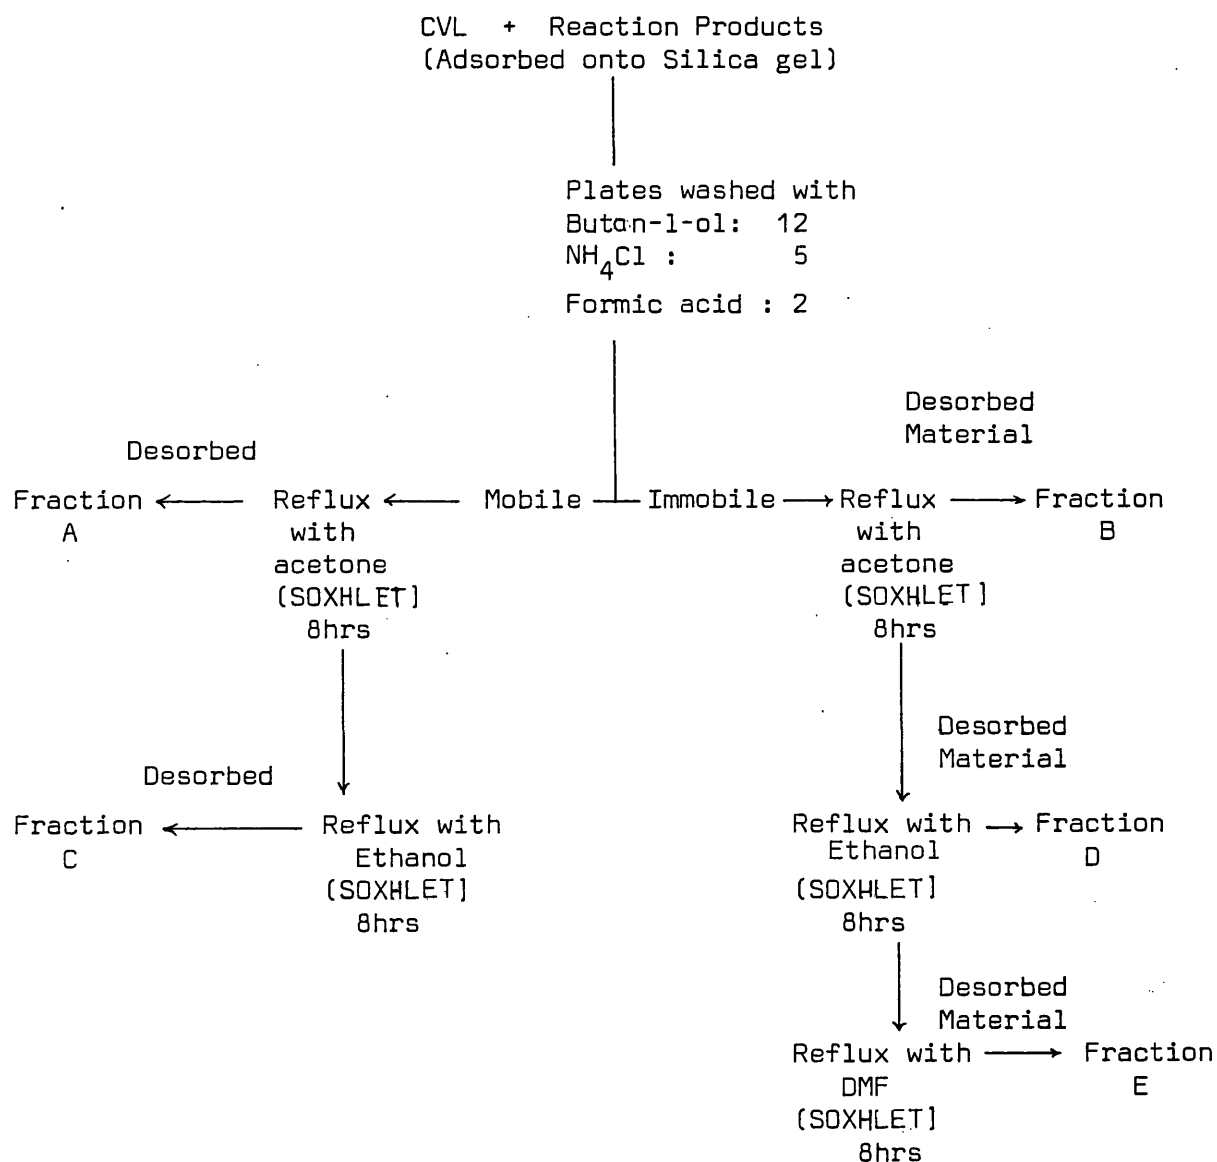 CVL + Reaction Products
(Adsorbed onto Silica gel)
Plates washed with
Butan-1-ol: 12
NH4Cl : 5
Formic acid : 2
Desorbed
Material
Desorbed
Fraction
A
Reflux
with
acetone
(SOXHLET)
8hrs
Mobile
Immobile
Reflux
with
acetone
(SOXHLET)
8hrs
Fraction
B
Desorbed
Material
Desorbed
Fraction
C
Reflux with
Ethanol
(SOXHLET)
8hrs
Reflux with
Ethanol
(SOXHLET)
8hrs
Fraction
D
Desorbed
Material
Reflux with
DMF
(SOXHLET)
8hrs
Fraction
E